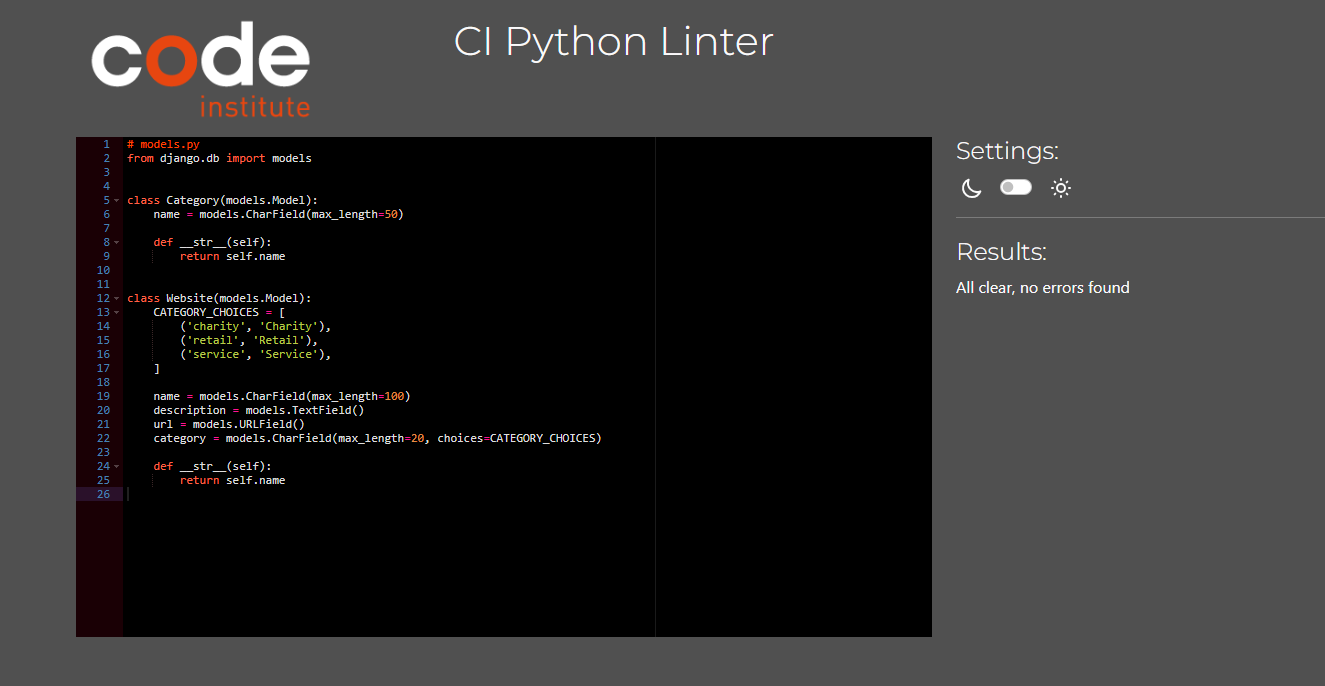 code
institute
CI Python Linter
1 # models.py
2 from django.db import models
3
4
5 class Category(models.Model):
6     name = models.CharField(max_length=50)
7
8     def __str__(self):
9         return self.name
10
11
12 class Website(models.Model):
13     CATEGORY_CHOICES = [
14         ('charity', 'Charity'),
15         ('retail', 'Retail'),
16         ('service', 'Service'),
17     ]
18
19     name = models.CharField(max_length=100)
20     description = models.TextField()
21     url = models.URLField()
22     category = models.CharField(max_length=20, choices=CATEGORY_CHOICES)
23
24     def __str__(self):
25         return self.name
26
Settings:
Results:
All clear, no errors found